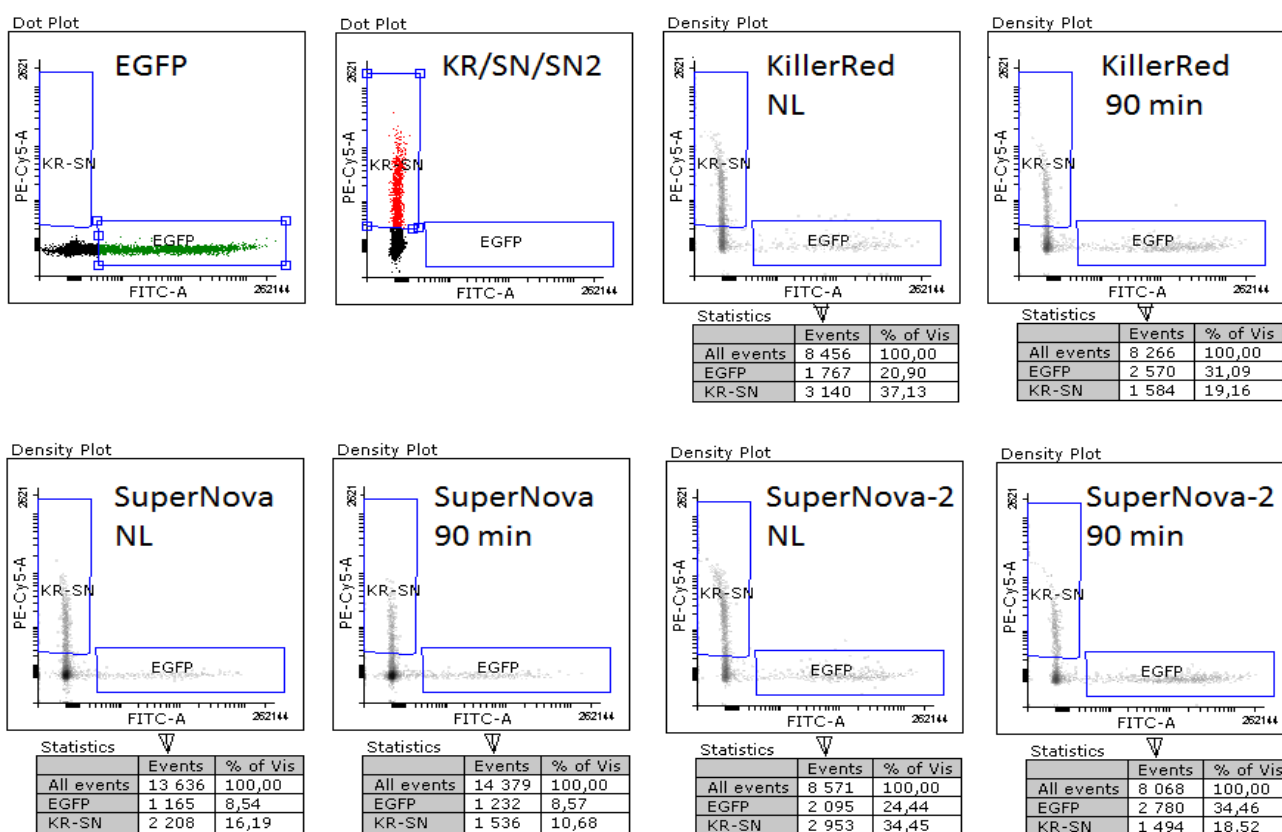 Dot Plot
EGFP
2621
PE-Cy5-A
KR-SN
EGFP
FITC-A
262144
Dot Plot
KR/SN/SN2
2621
PE-Cy5-A
KR-SN
EGFP
FITC-A
262144
Density Plot
KillerRed
NL
2621
PE-Cy5-A
KR-SN
EGFP
FITC-A
262144
Statistics
Events % of Vis
All events 8 456 100,00
EGFP 1 767 20,90
KR-SN 3 140 37,13
Density Plot
KillerRed
90 min
2621
PE-Cy5-A
KR-SN
EGFP
FITC-A
262144
Statistics
Events % of Vis
All events 8 266 100,00
EGFP 2 570 31,09
KR-SN 1 584 19,16
Density Plot
SuperNova
NL
2621
PE-Cy5-A
KR-SN
EGFP
FITC-A
262144
Statistics
Events % of Vis
All events 13 636 100,00
EGFP 1 165 8,54
KR-SN 2 208 16,19
Density Plot
SuperNova
90 min
2621
PE-Cy5-A
KR-SN
EGFP
FITC-A
262144
Statistics
Events % of Vis
All events 14 379 100,00
EGFP 1 232 8,57
KR-SN 1 536 10,68
Density Plot
SuperNova-2
NL
2621
PE-Cy5-A
KR-SN
EGFP
FITC-A
262144
Statistics
Events % of Vis
All events 8 571 100,00
EGFP 2 095 24,44
KR-SN 2 953 34,45
Density Plot
SuperNova-2
90 min
2621
PE-Cy5-A
KR-SN
EGFP
FITC-A
262144
Statistics
Events % of Vis
All events 8 068 100,00
EGFP 2 780 34,46
KR-SN 1 494 18,52